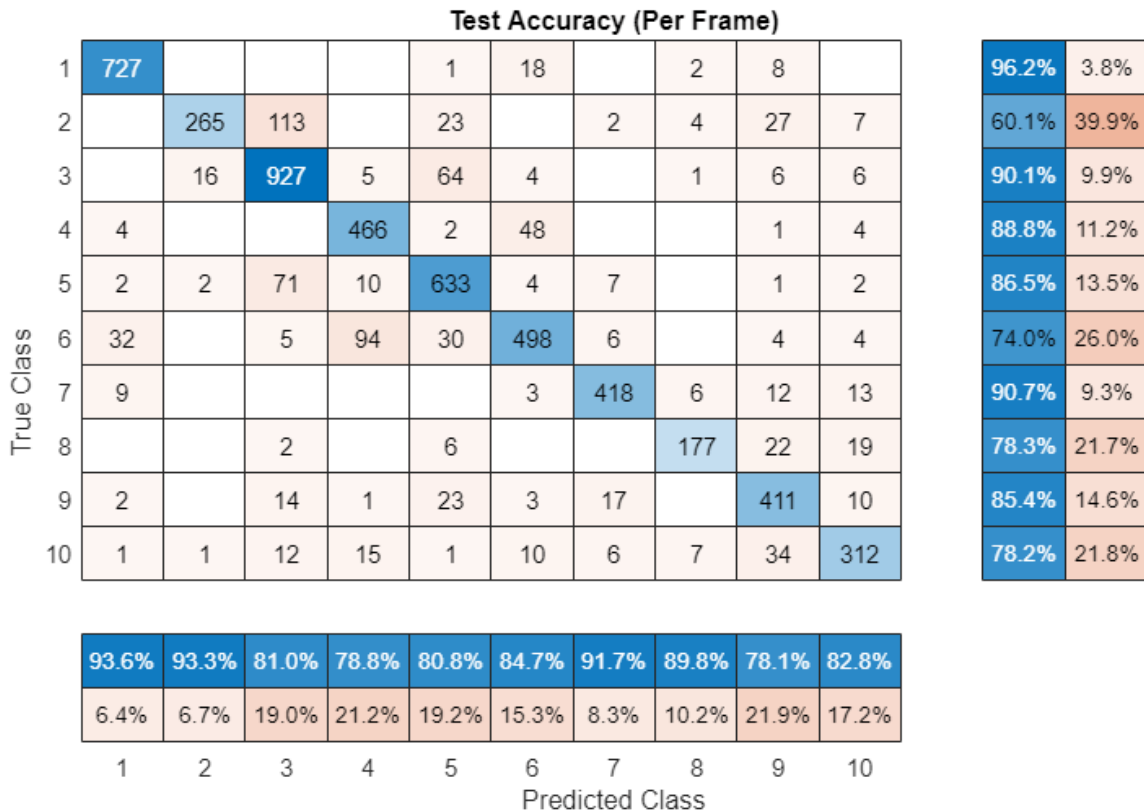 Test Accuracy (Per Frame)
1 727 1 18 2 8 96.2% 3.8%
2 265 113 23 2 4 27 7 60.1% 39.9%
3 16 927 5 64 4 1 6 6 90.1% 9.9%
4 4 466 2 48 1 4 88.8% 11.2%
5 2 2 71 10 633 4 7 1 2 86.5% 13.5%
6 32 5 94 30 498 6 4 4 74.0% 26.0%
7 9 3 418 6 12 13 90.7% 9.3%
8 2 6 177 22 19 78.3% 21.7%
9 2 14 1 23 3 17 411 10 85.4% 14.6%
10 1 1 12 15 1 10 6 7 34 312 78.2% 21.8%
True Class
93.6% 93.3% 81.0% 78.8% 80.8% 84.7% 91.7% 89.8% 78.1% 82.8%
6.4% 6.7% 19.0% 21.2% 19.2% 15.3% 8.3% 10.2% 21.9% 17.2%
1 2 3 4 5 6 7 8 9 10
Predicted Class